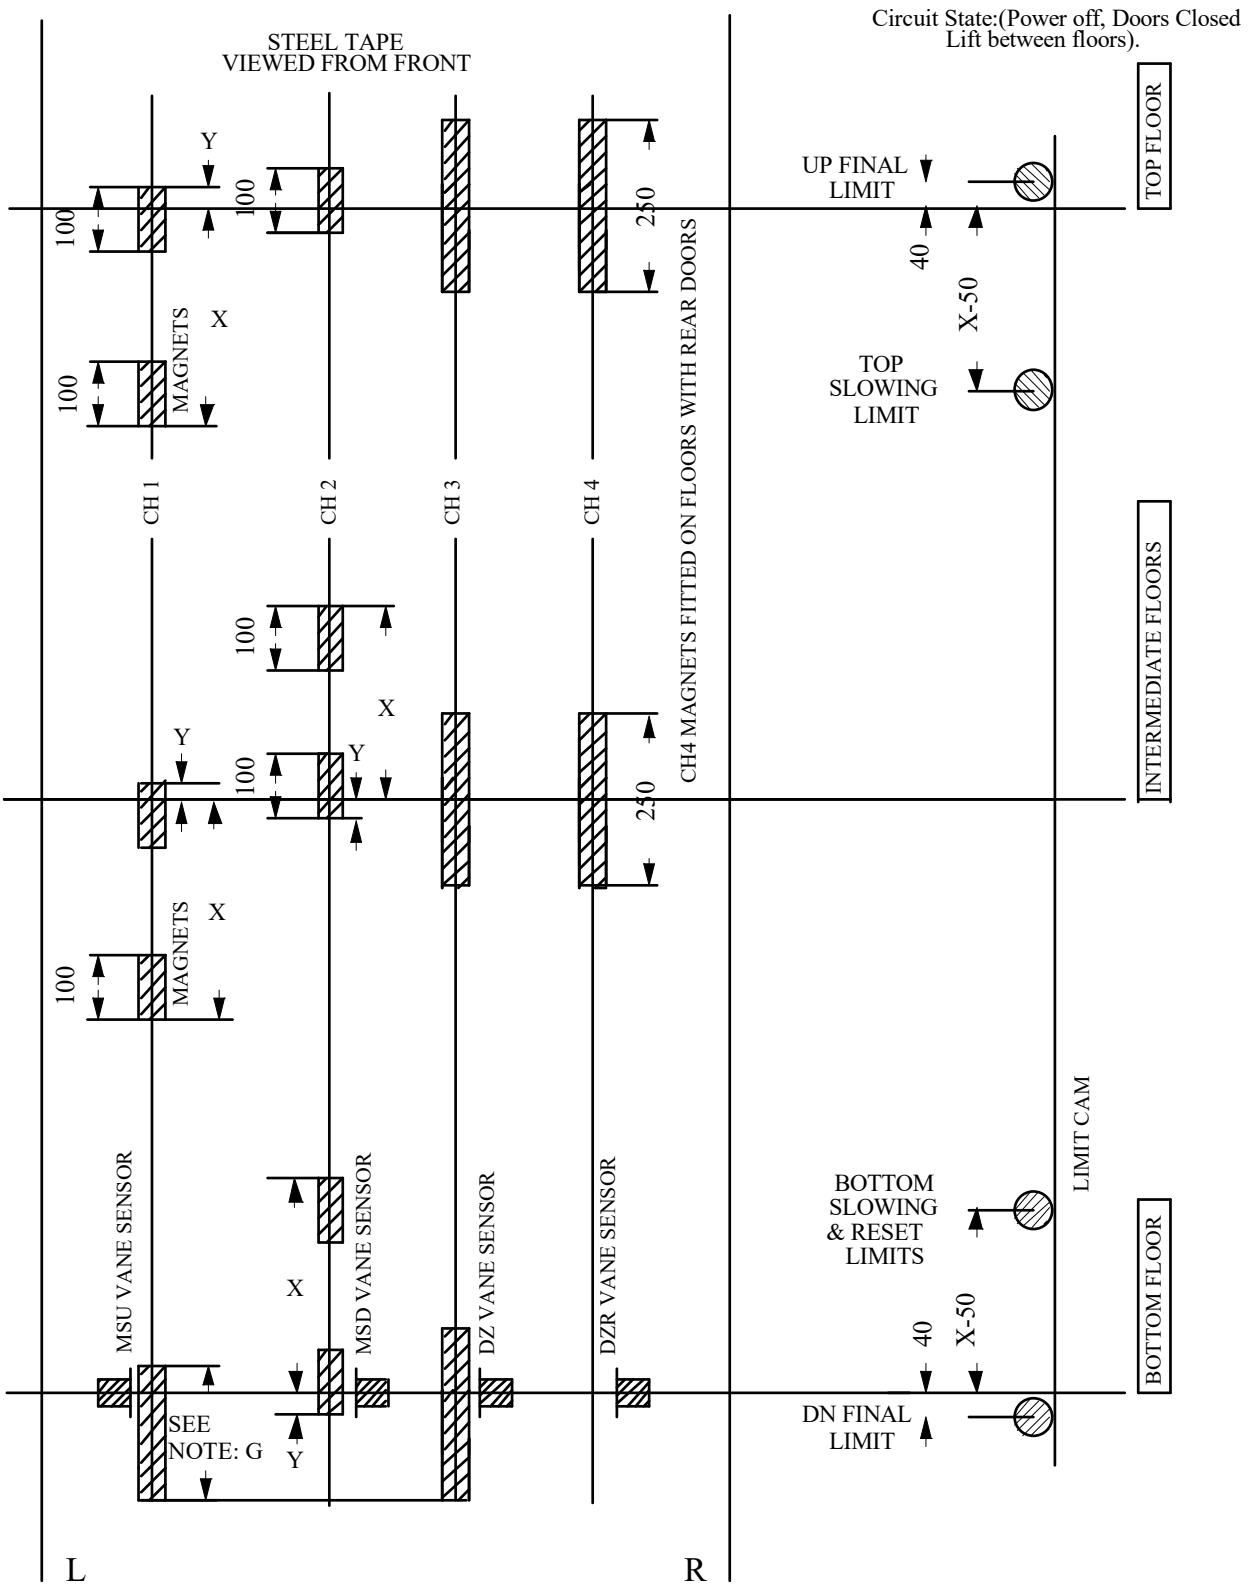 Circuit State:(Power off, Doors Closed
Lift between floors).
STEEL TAPE
VIEWED FROM FRONT
TOP FLOOR
Y
UP FINAL
LIMIT
100
100
250
40
X-50
MAGNETS
X
100
TOP
SLOWING
LIMIT
CH 1
CH 2
CH 3
CH 4
CH4 MAGNETS FITTED ON FLOORS WITH REAR DOORS
INTERMEDIATE FLOORS
100
X
Y
100
Y
250
MAGNETS
X
100
LIMIT CAM
MSU VANE SENSOR
MSD VANE SENSOR
DZ VANE SENSOR
DZR VANE SENSOR
BOTTOM
SLOWING
& RESET
LIMITS
BOTTOM FLOOR
X
40
X-50
SEE
NOTE: G
Y
DN FINAL
LIMIT
L
R